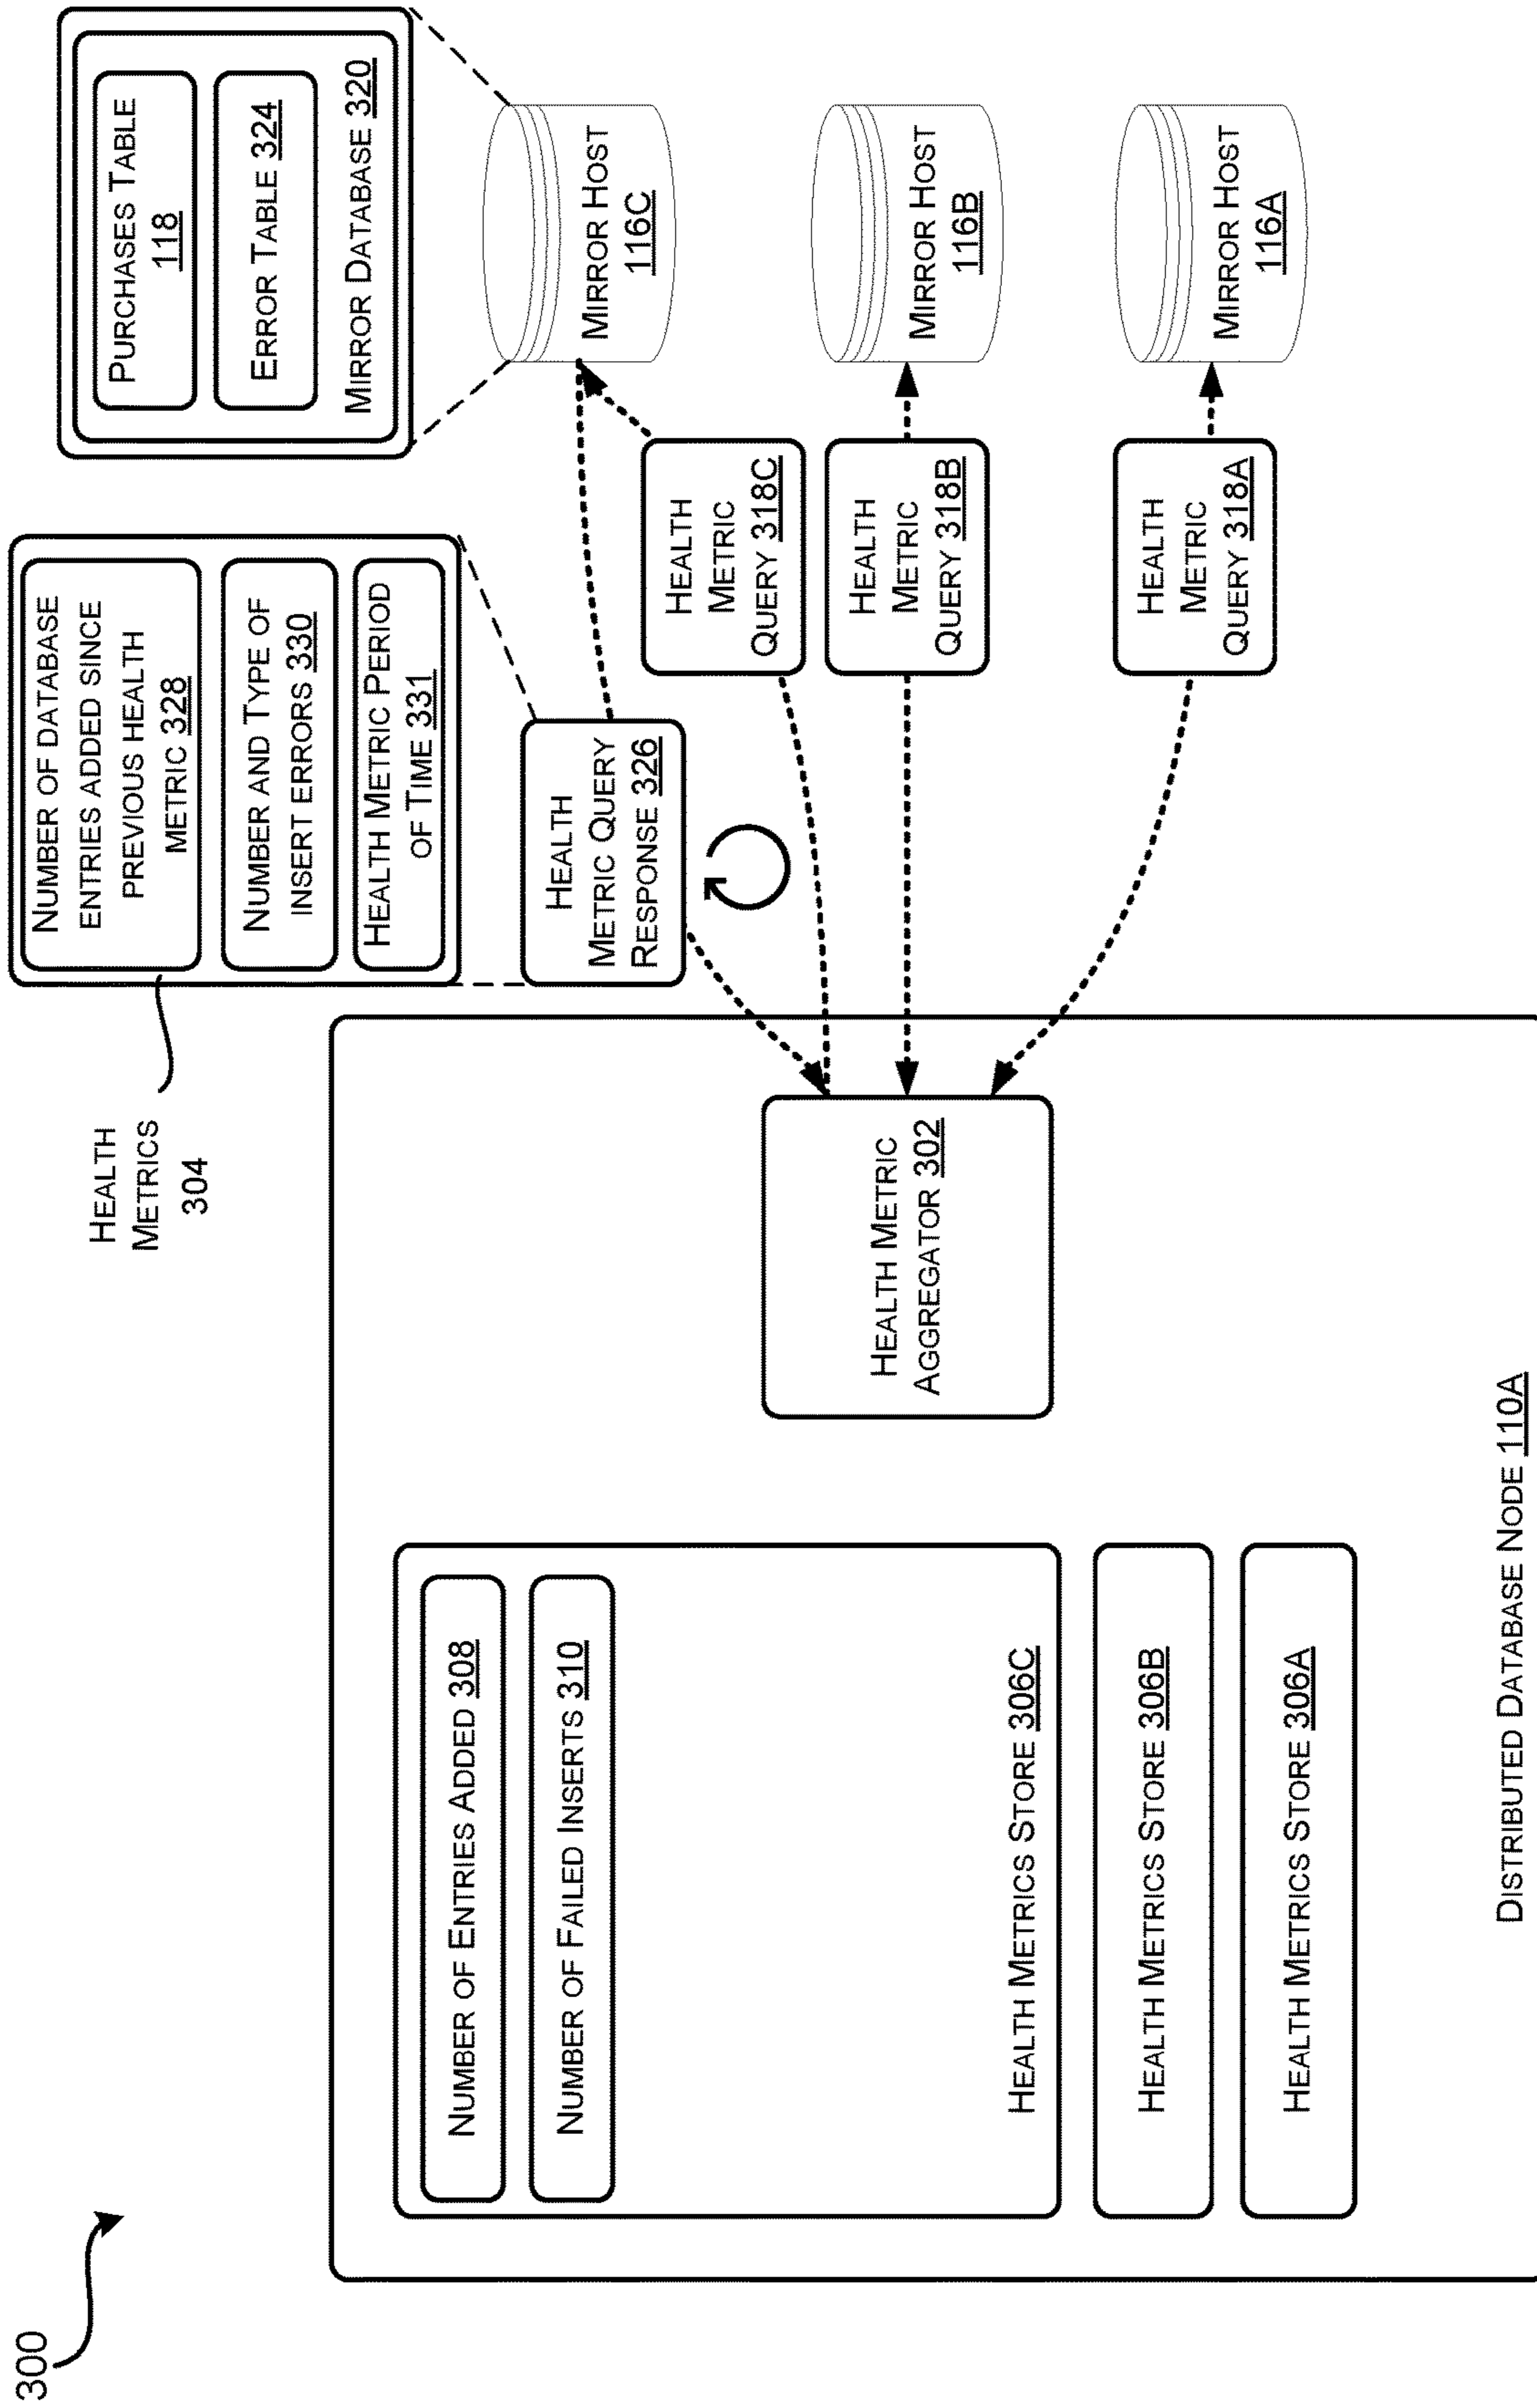 300
HEALTH
METRICS
304
NUMBER OF DATABASE
ENTRIES ADDED SINCE
PREVIOUS HEALTH
METRIC 328
NUMBER AND TYPE OF
INSERT ERRORS 330
HEALTH METRIC PERIOD
OF TIME 331
PURCHASES TABLE
118
ERROR TABLE 324
MIRROR DATABASE 320
NUMBER OF ENTRIES ADDED 308
NUMBER OF FAILED INSERTS 310
HEALTH METRICS STORE 306C
HEALTH METRICS STORE 306B
HEALTH METRICS STORE 306A
HEALTH METRIC
AGGREGATOR 302
HEALTH
METRIC QUERY
RESPONSE 326
HEALTH
METRIC
QUERY 318C
HEALTH
METRIC
QUERY 318B
HEALTH
METRIC
QUERY 318A
MIRROR HOST
116C
MIRROR HOST
116B
MIRROR HOST
116A
DISTRIBUTED DATABASE NODE 110A